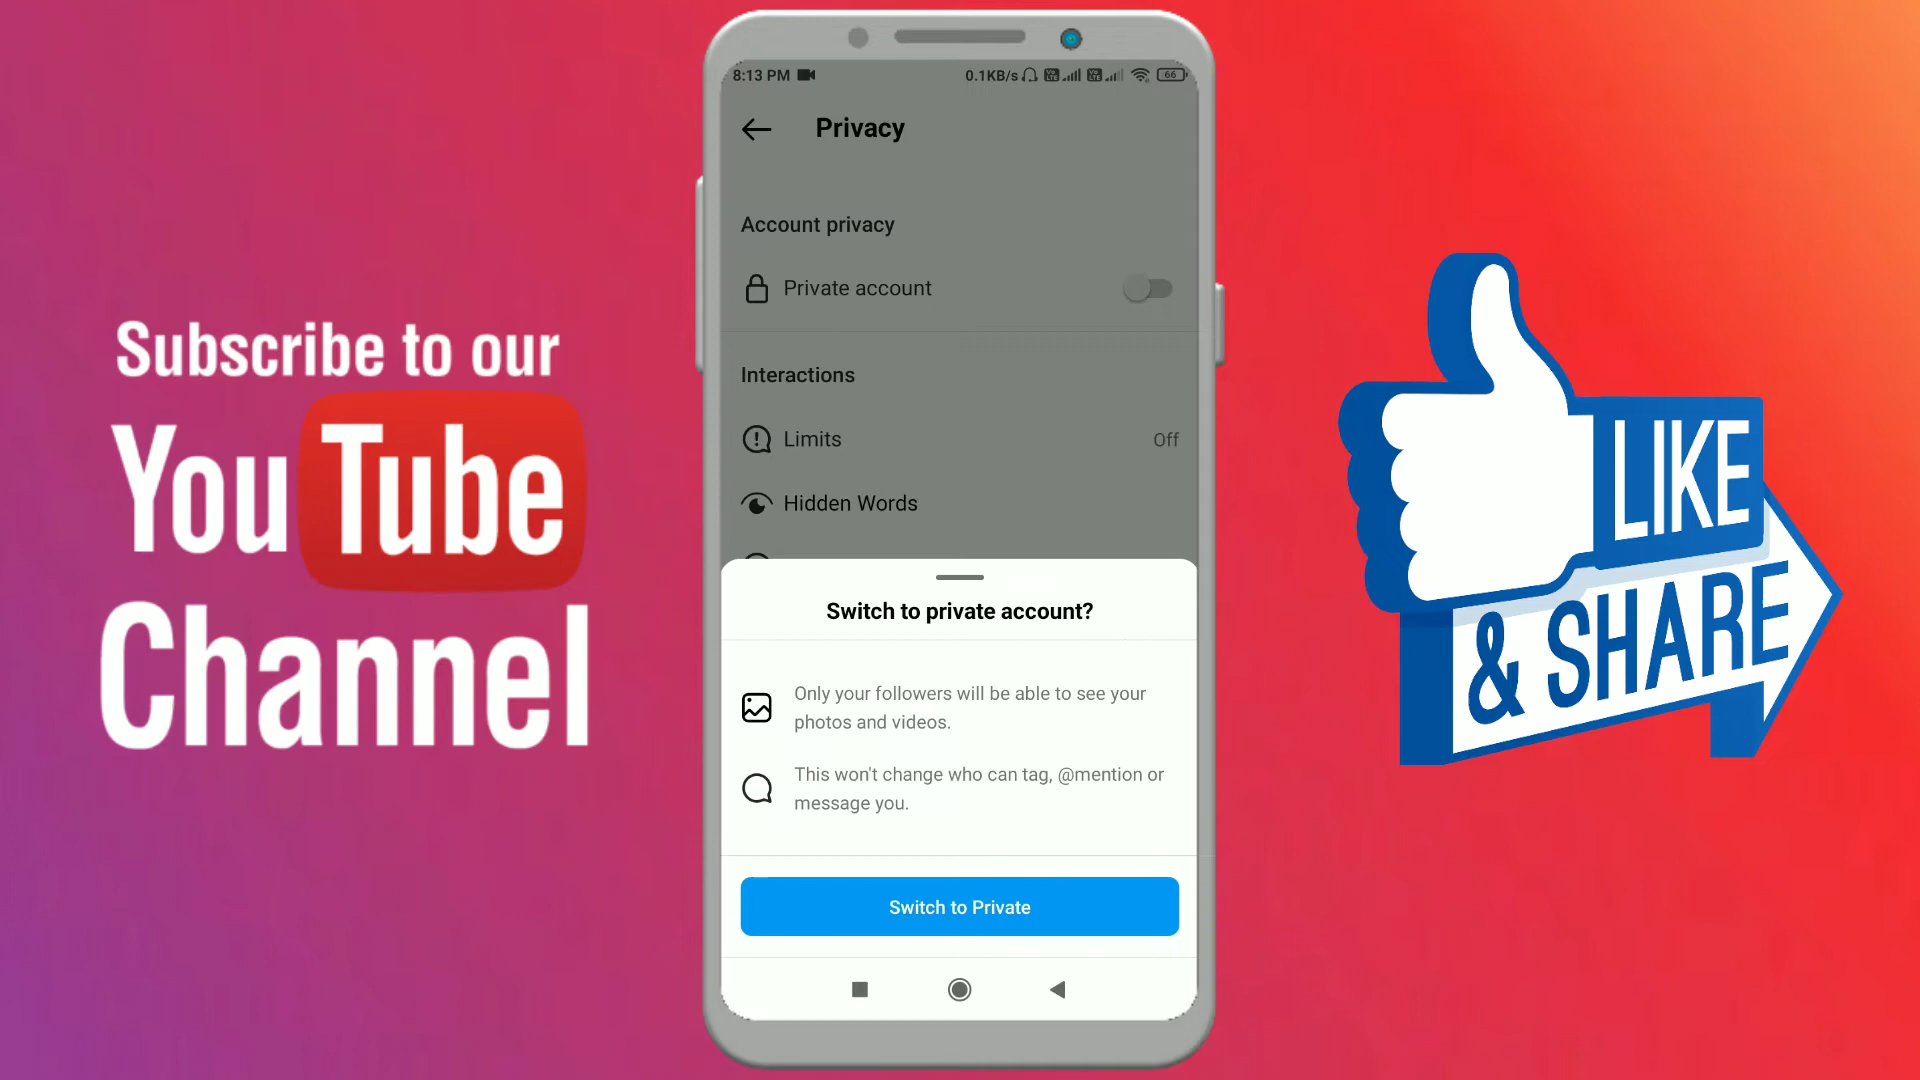 Subscribe to our
YouTube
Channel
8:13 PM
0.1KB/s
66
Privacy
Account privacy
Private account
Interactions
Limits
Off
Hidden Words
Switch to private account?
Only your followers will be able to see your
photos and videos.
This won't change who can tag, @mention or
message you.
Switch to Private
LIKE
& SHARE